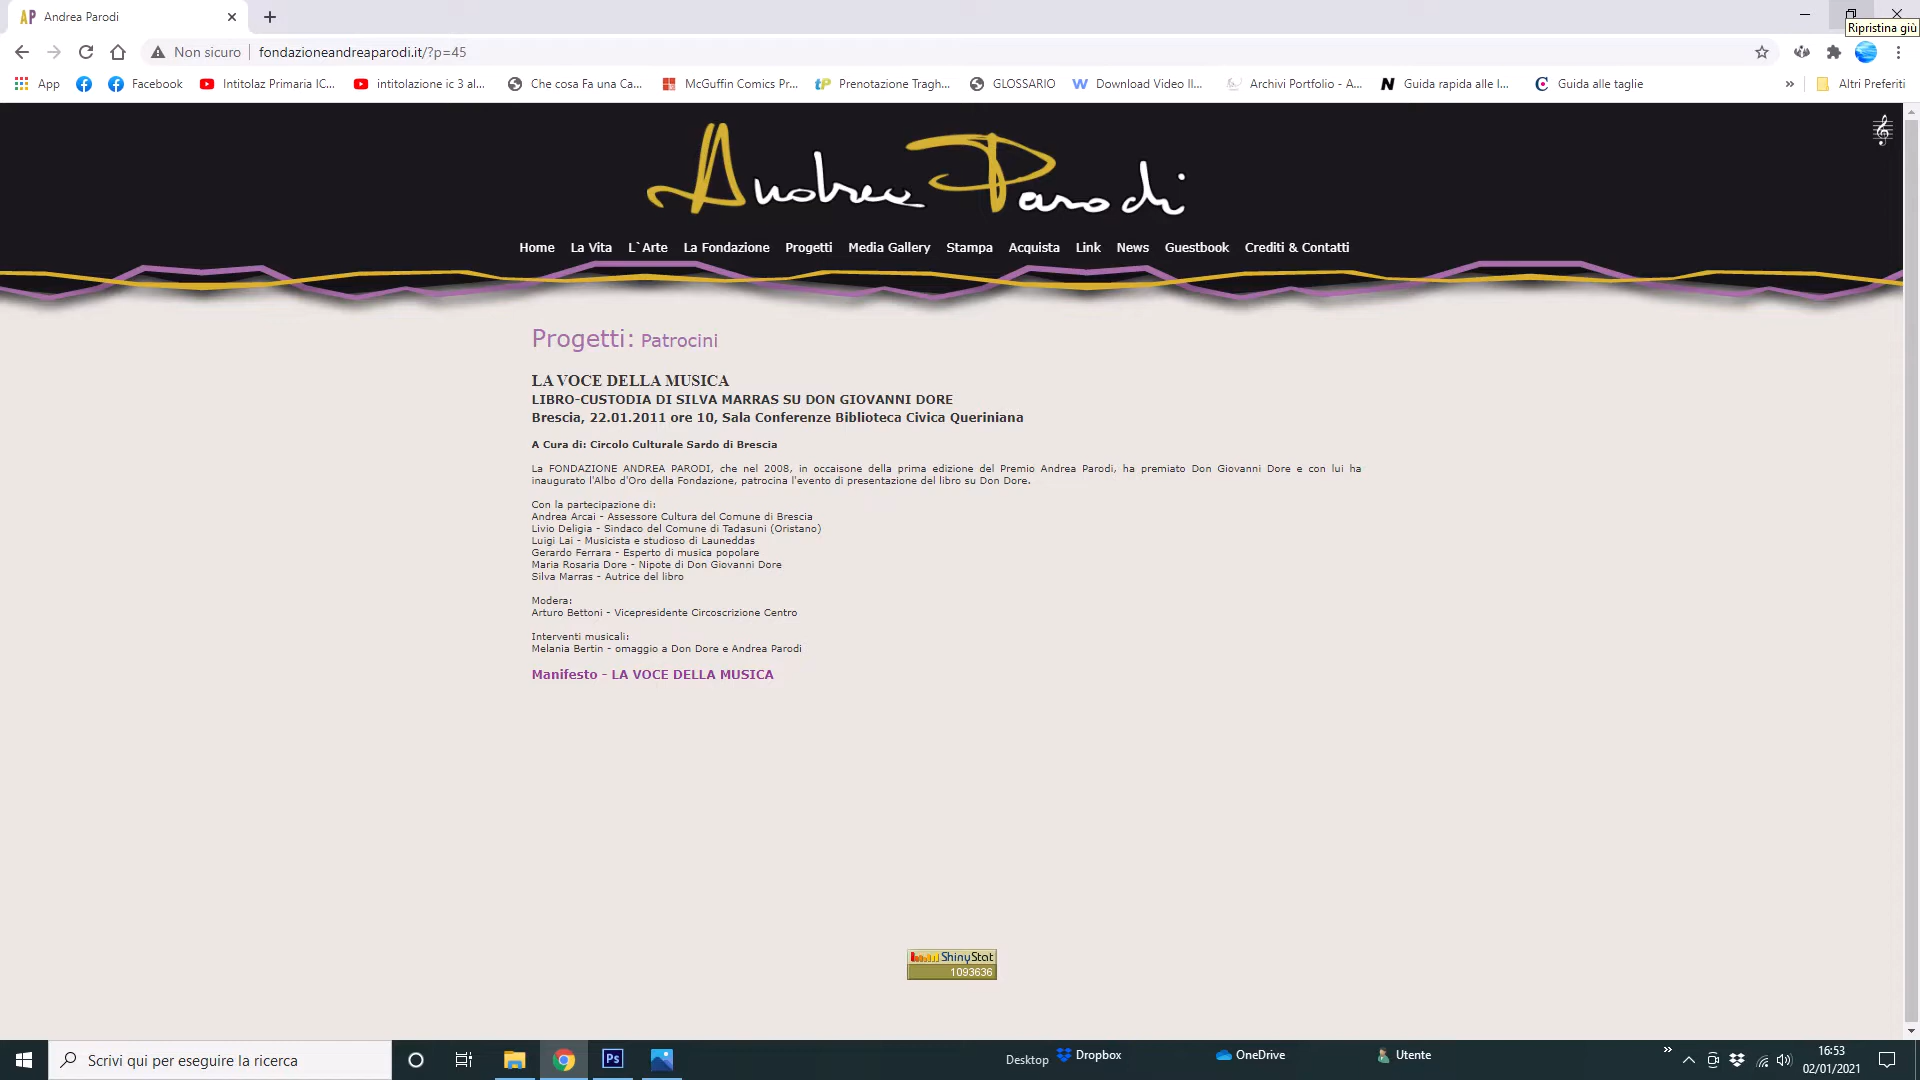 Andrea Parodi
Ripristina giù
Non sicuro
fondazioneandreaparodi.it/?p=45
App
Facebook
Intitolaz Primaria IC...
intitolazione ic 3 al...
Che cosa Fa una Ca...
McGuffin Comics Pr...
Prenotazione Tragh...
GLOSSARIO
Download Video Il...
Archivi Portfolio - A...
Guida rapida alle I...
Guida alle taglie
Altri Preferiti
Andrea Parodi
Home La Vita L`Arte La Fondazione Progetti Media Gallery Stampa Acquista Link News Guestbook Crediti & Contatti
Progetti: Patrocini
LA VOCE DELLA MUSICA
LIBRO-CUSTODIA DI SILVA MARRAS SU DON GIOVANNI DORE
Brescia, 22.01.2011 ore 10, Sala Conferenze Biblioteca Civica Queriniana
A Cura di: Circolo Culturale Sardo di Brescia
La FONDAZIONE ANDREA PARODI, che nel 2008, in occaisone della prima edizione del Premio Andrea Parodi, ha premiato Don Giovanni Dore e con lui ha
inaugurato l'Albo d'Oro della Fondazione, patrocina l'evento di presentazione del libro su Don Dore.
Con la partecipazione di:
Andrea Arcai - Assessore Cultura del Comune di Brescia
Livio Deligia - Sindaco del Comune di Tadasuni (Oristano)
Luigi Lai - Musicista e studioso di Launeddas
Gerardo Ferrara - Esperto di musica popolare
Maria Rosaria Dore - Nipote di Don Giovanni Dore
Silva Marras - Autrice del libro
Modera:
Arturo Bettoni - Vicepresidente Circoscrizione Centro
Interventi musicali:
Melania Bertin - omaggio a Don Dore e Andrea Parodi
Manifesto - LA VOCE DELLA MUSICA
ShinyStat
1093636
Scrivi qui per eseguire la ricerca
Ps
Desktop
Dropbox
OneDrive
Utente
16:53
02/01/2021